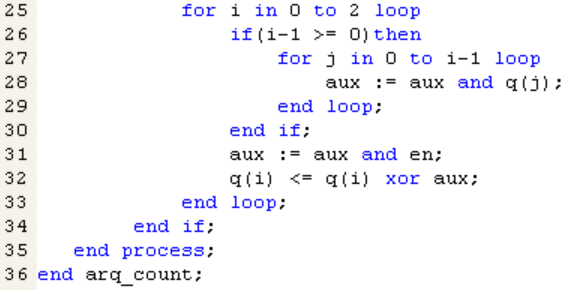 25 for i in 0 to 2 loop
26 if(i-1 >= 0)then
27 for j in 0 to i-1 loop
28 aux := aux and q(j);
29 end loop;
30 end if;
31 aux := aux and en;
32 q(i) <= q(i) xor aux;
33 end loop;
34 end if;
35 end process;
36 end arq_count;